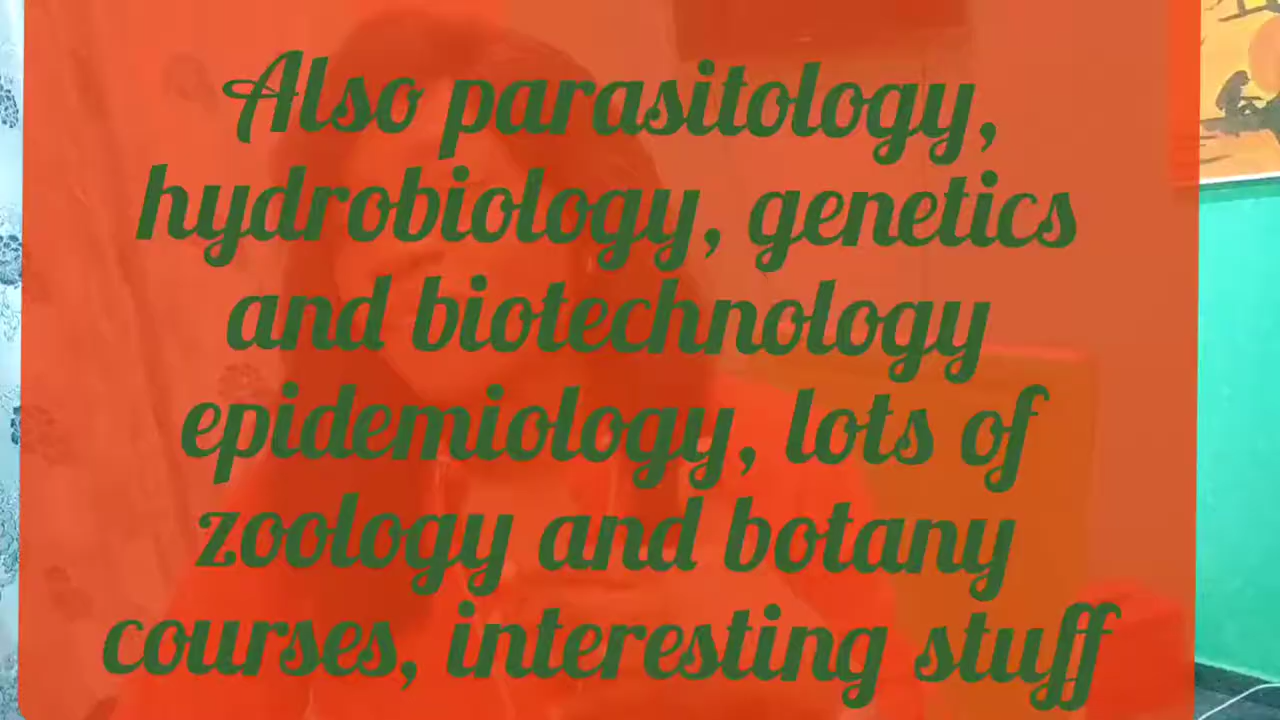 Also parasitology,
hydrobiology, genetics
and biotechnology
epidemiology, lots of
zoology and botany
courses, interesting stuff